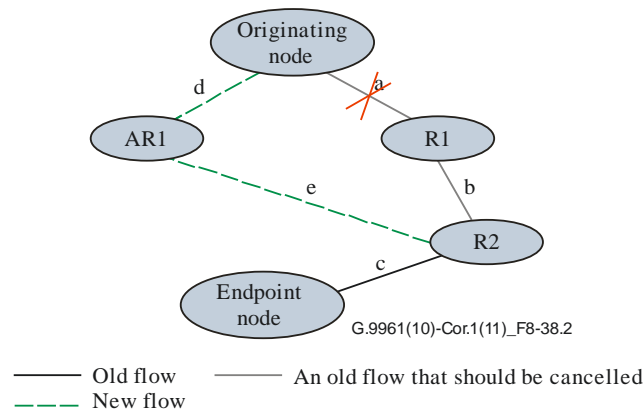 Originating
node
d
a
AR1
R1
e
b
R2
c
Endpoint
node
G.9961(10)-Cor.1(11)_F8-38.2
Old flow
An old flow that should be cancelled
New flow